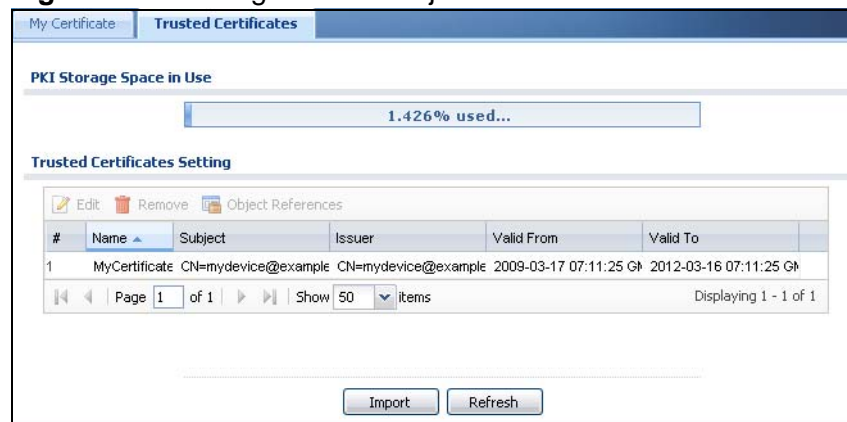 My Certificate Trusted Certificates
PKI Storage Space in Use
1.426% used...
Trusted Certificates Setting
Edit Remove Object References
# Name Subject Issuer Valid From Valid To
1 MyCertificate CN=mydevice@example CN=mydevice@example 2009-03-17 07:11:25 GM 2012-03-16 07:11:25 GM
Page 1 of 1 Show 50 items Displaying 1 - 1 of 1
Import Refresh